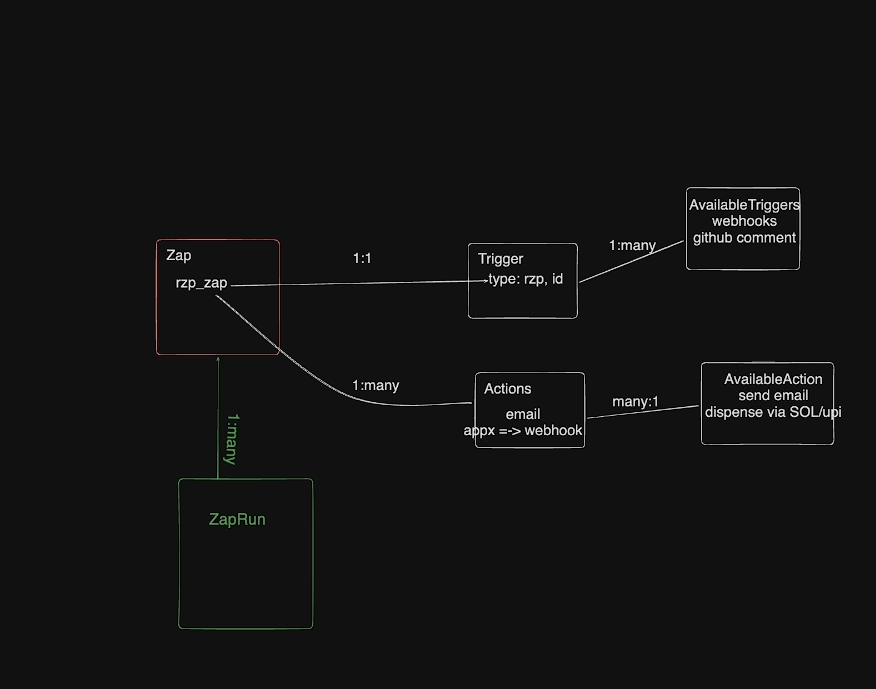 AvailableTriggers
webhooks
github comment
1:many
Zap
rzp_zap
1:1
Trigger
type: rzp, id
1:many
Actions
email
appx =-> webhook
many:1
AvailableAction
send email
dispense via SOL/upi
1:many
ZapRun